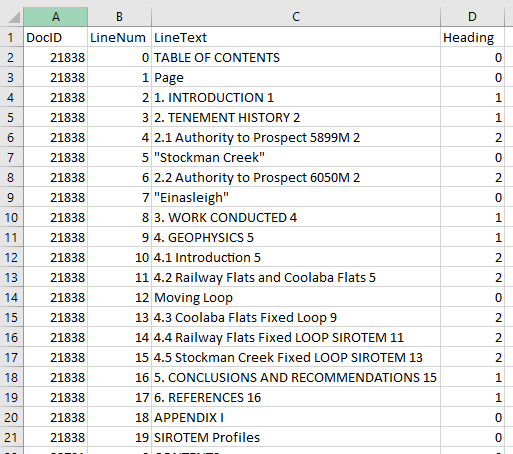 A B C D
1 DocID LineNum LineText Heading
2 21838 0 TABLE OF CONTENTS 0
3 21838 1 Page 0
4 21838 2 1. INTRODUCTION 1 1
5 21838 3 2. TENEMENT HISTORY 2 1
6 21838 4 2.1 Authority to Prospect 5899M 2 2
7 21838 5 "Stockman Creek" 0
8 21838 6 2.2 Authority to Prospect 6050M 2 2
9 21838 7 "Einasleigh" 0
10 21838 8 3. WORK CONDUCTED 4 1
11 21838 9 4. GEOPHYSICS 5 1
12 21838 10 4.1 Introduction 5 2
13 21838 11 4.2 Railway Flats and Coolaba Flats 5 2
14 21838 12 Moving Loop 0
15 21838 13 4.3 Coolaba Flats Fixed Loop 9 2
16 21838 14 4.4 Railway Flats Fixed LOOP SIROTEM 11 2
17 21838 15 4.5 Stockman Creek Fixed LOOP SIROTEM 13 2
18 21838 16 5. CONCLUSIONS AND RECOMMENDATIONS 15 1
19 21838 17 6. REFERENCES 16 1
20 21838 18 APPENDIX I 0
21 21838 19 SIROTEM Profiles 0